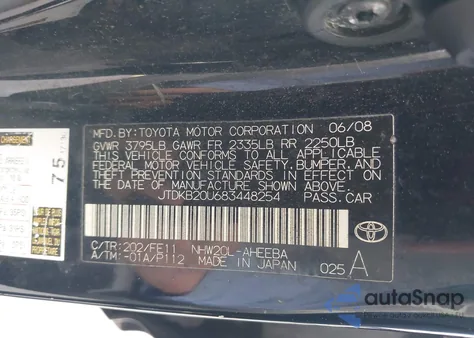 MFD. BY: TOYOTA MOTOR CORPORATION 06/08
GVWR 3795LB GAWR FR 2335LB RR 2250LB
THIS VEHICLE CONFORMS TO ALL APPLICABLE
FEDERAL MOTOR VEHICLE SAFETY, BUMPER, AND
THEFT PREVENTION STANDARDS IN EFFECT ON
THE DATE OF MANUFACTURE SHOWN ABOVE.
JTDKB20U683448254 PASS. CAR
C/TR: 202/FE11 NHW20L-AHEEBA
A/TM: -01A/P112 MADE IN JAPAN 025 A
75
autoSnap